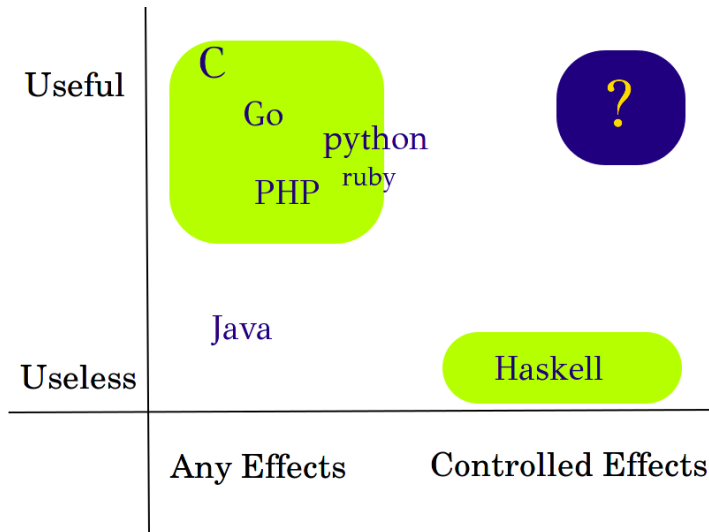 Useful
C
Go
python
ruby
PHP
?
Java
Useless
Haskell
Any Effects
Controlled Effects